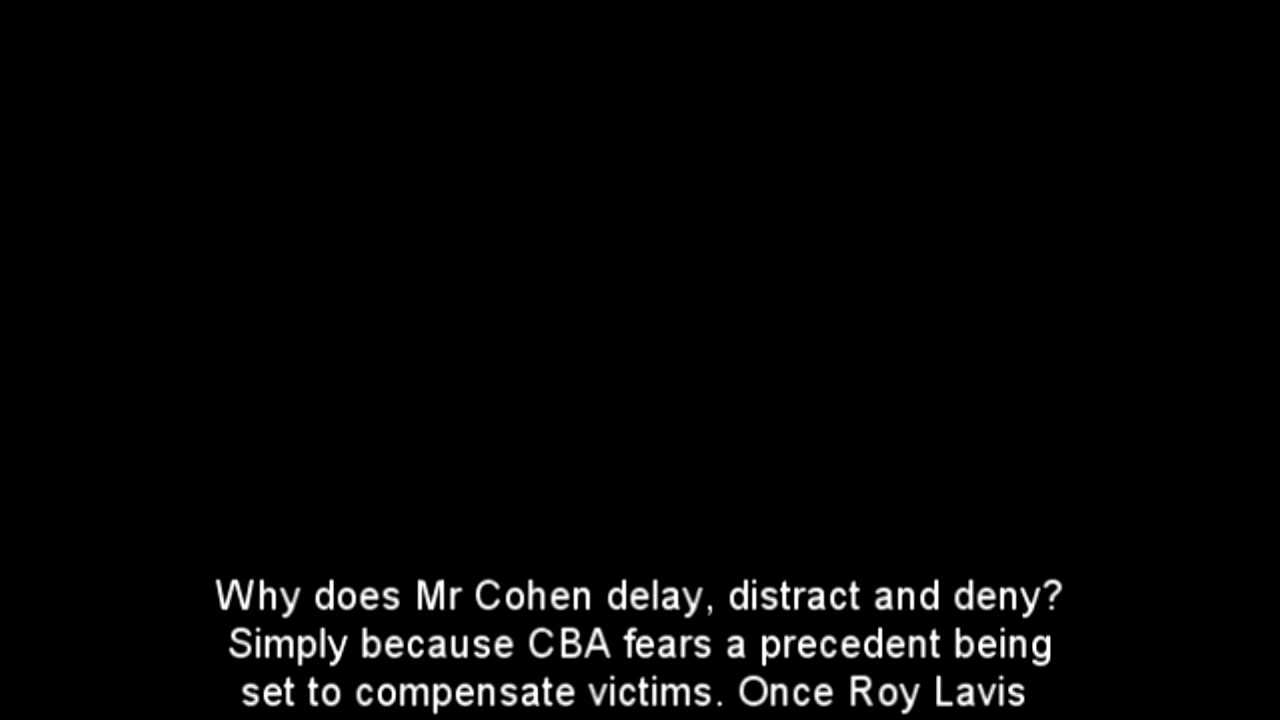 Why does Mr Cohen delay, distract and deny?
Simply because CBA fears a precedent being
set to compensate victims. Once Roy Lavis